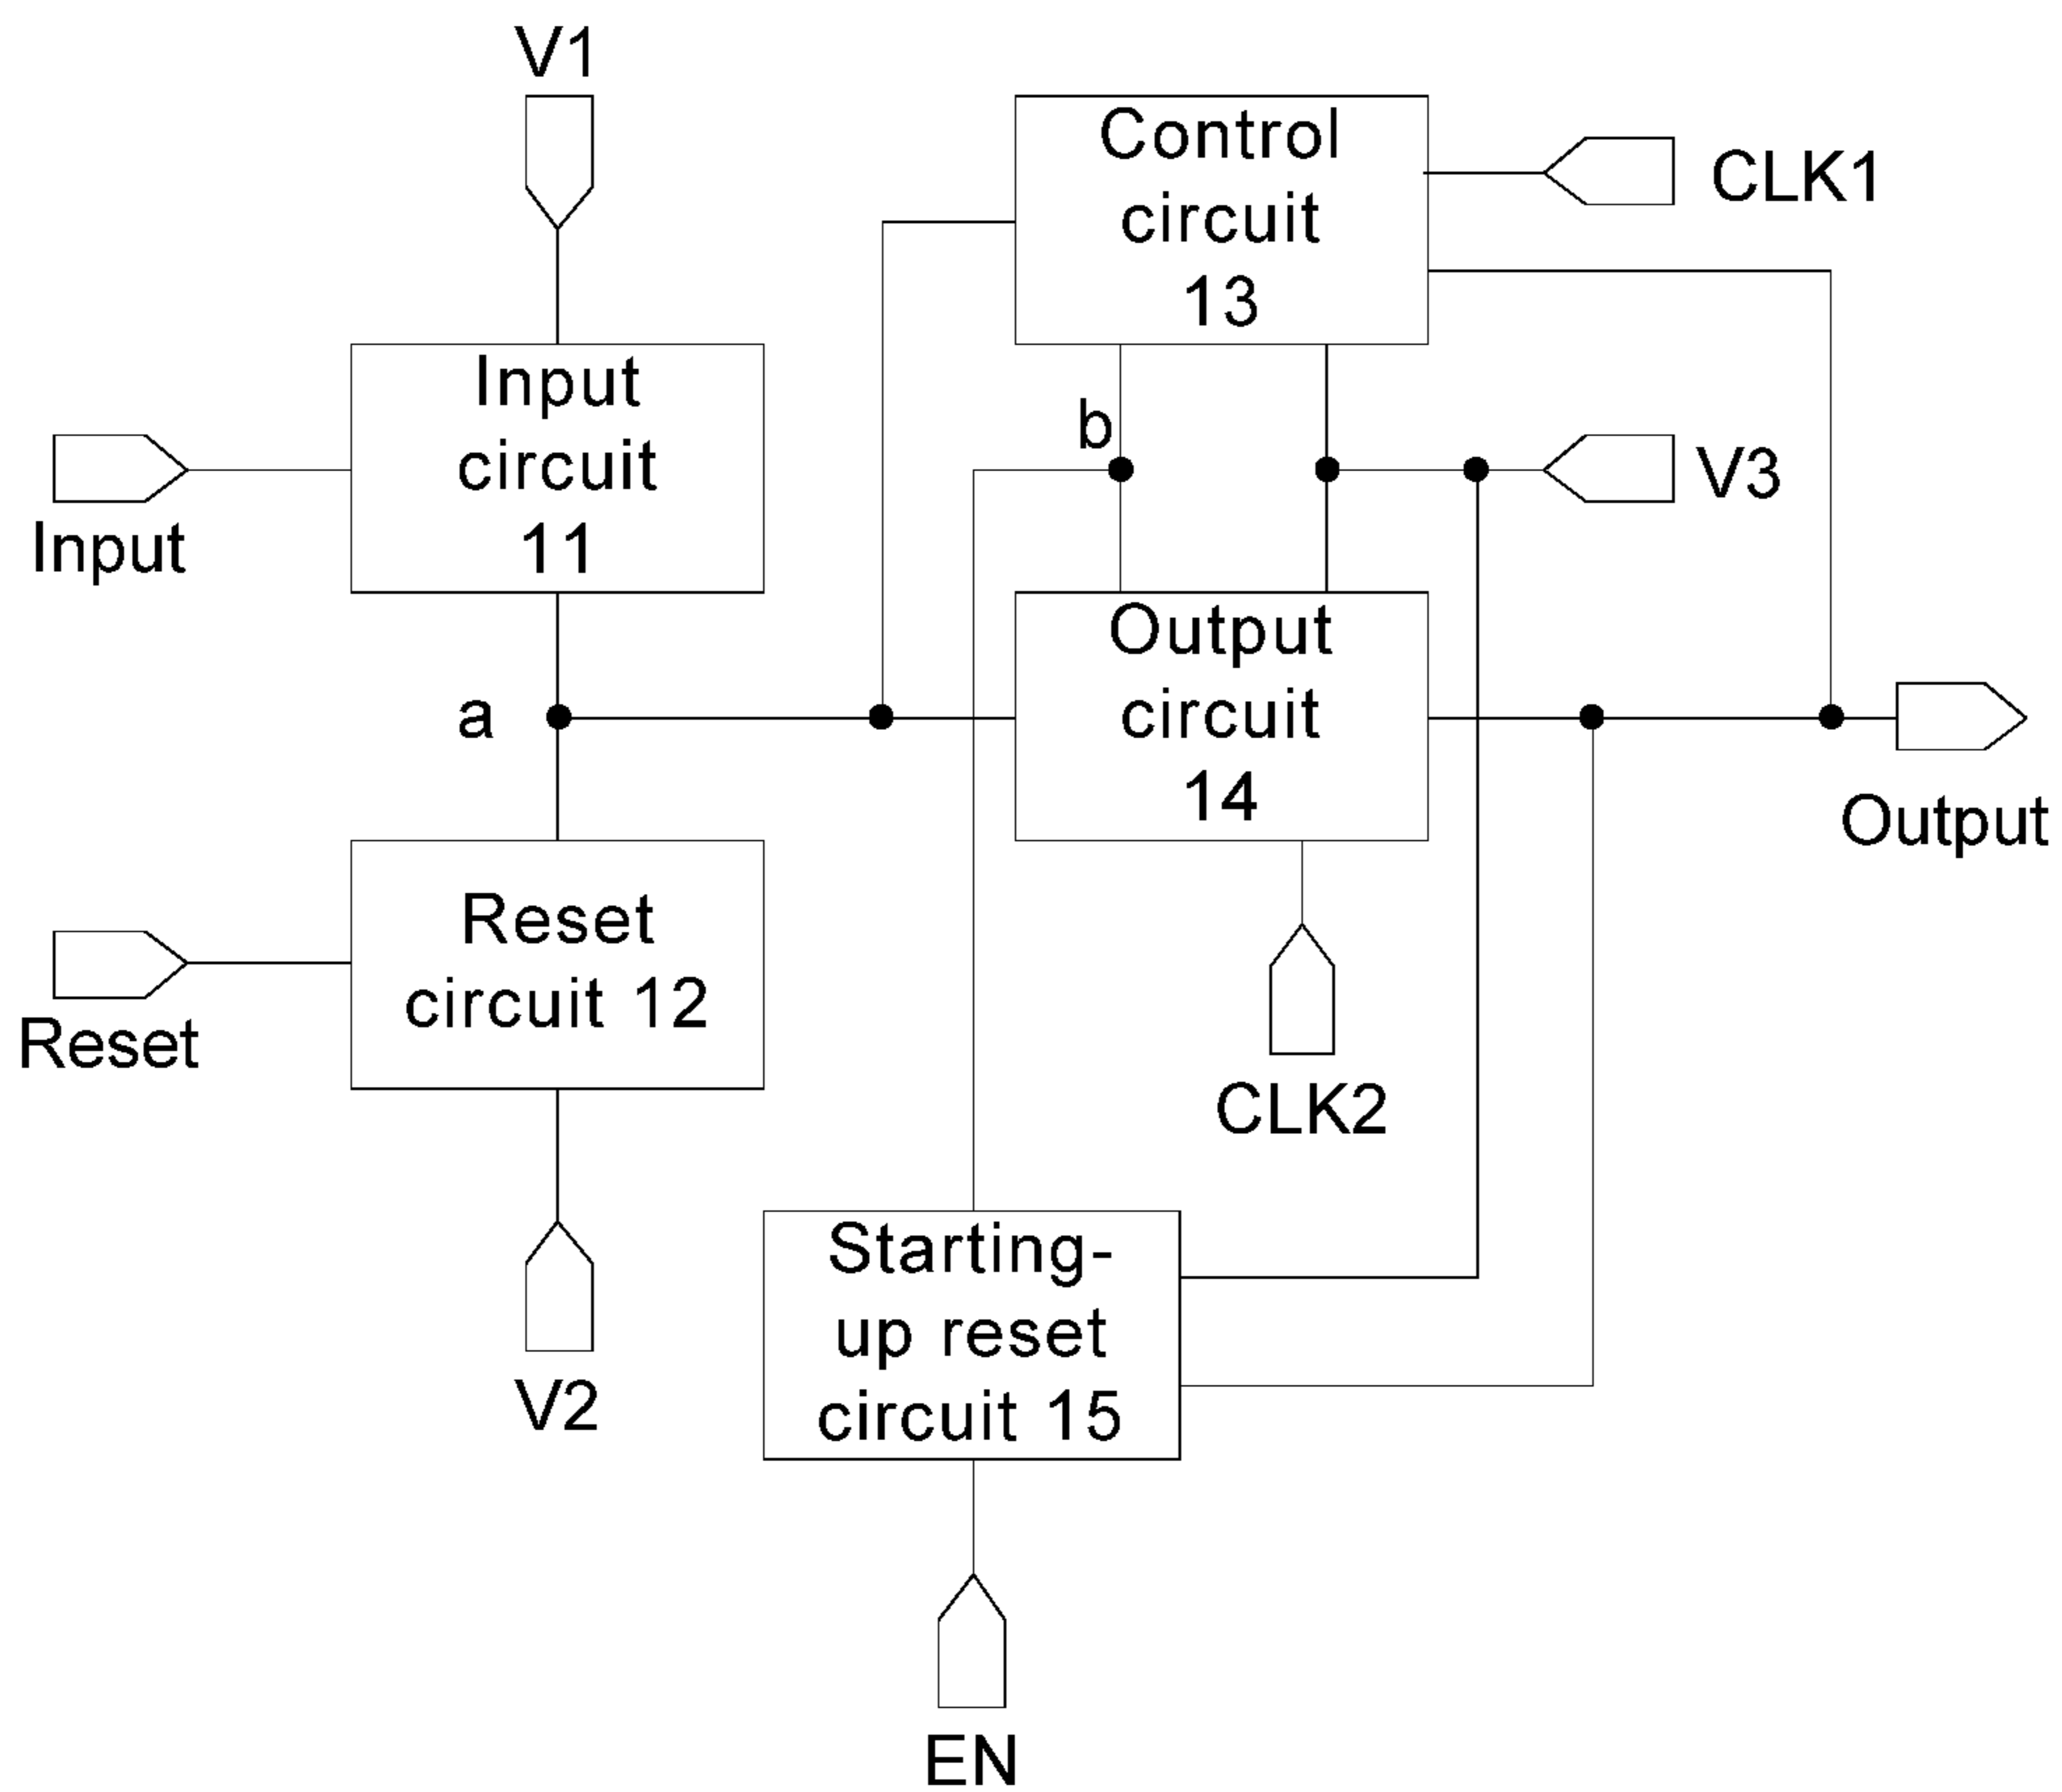 V1
Control
circuit
13
CLK1
Input
circuit
11
Input
b
V3
Output
circuit
14
a
Output
Reset
circuit 12
Reset
CLK2
V2
Starting-
up reset
circuit 15
EN